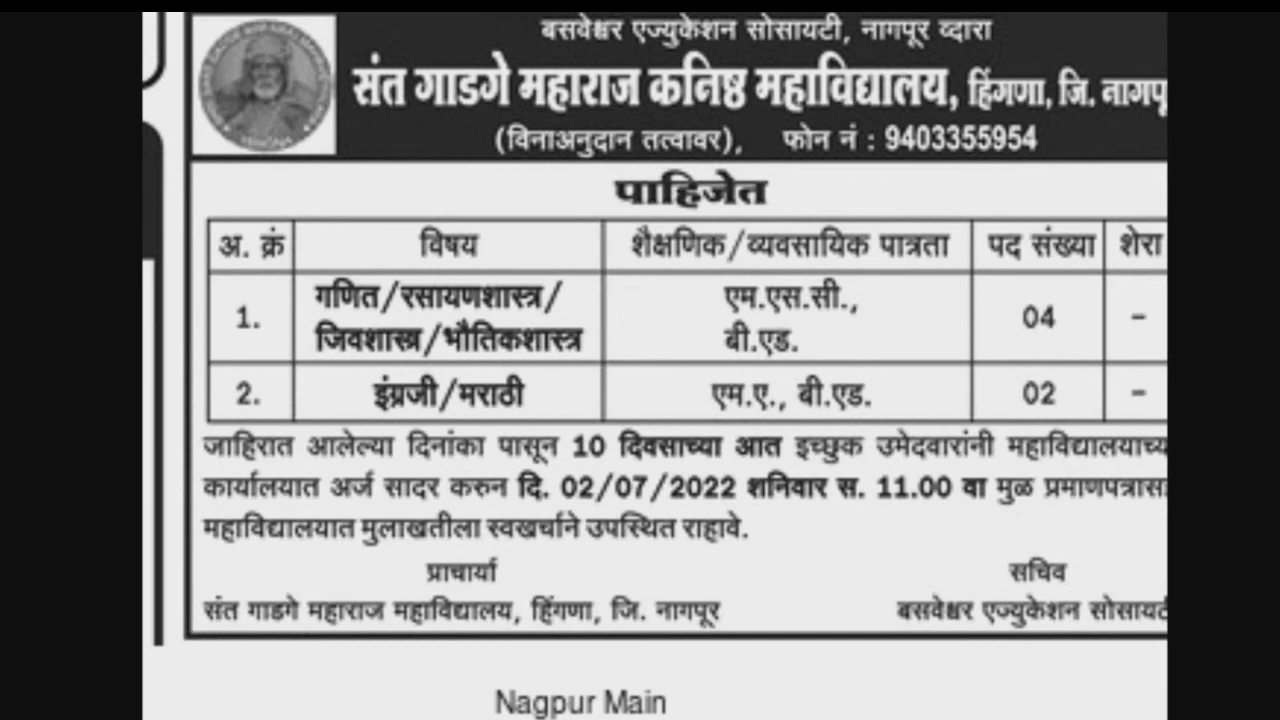 बसवेश्वर एज्युकेशन सोसायटी, नागपूर व्दारा
संत गाडगे महाराज कनिष्ठ महाविद्यालय, हिंगणा, जि. नागपू
(विनाअनुदान तत्वावर), फोन नं : 9403355954
पाहिजेत
अ. क्रं विषय शैक्षणिक/व्यवसायिक पात्रता पद संख्या शेरा
1. गणित/रसायणशास्त्र/ जिवशास्त्र/भौतिकशास्त्र एम.एस.सी., बी.एड. 04 -
2. इंग्रजी/मराठी एम.ए., बी.एड. 02 -
जाहिरात आलेल्या दिनांका पासून 10 दिवसाच्या आत इच्छुक उमेदवारांनी महाविद्यालयाच्य
कार्यालयात अर्ज सादर करुन दि. 02/07/2022 शनिवार स. 11.00 वा मुळ प्रमाणपत्रासा
महाविद्यालयात मुलाखतीला स्वखर्चाने उपस्थित राहावे.
प्राचार्या सचिव
संत गाडगे महाराज महाविद्यालय, हिंगणा, जि. नागपूर बसवेश्वर एज्युकेशन सोसायटी
Nagpur Main